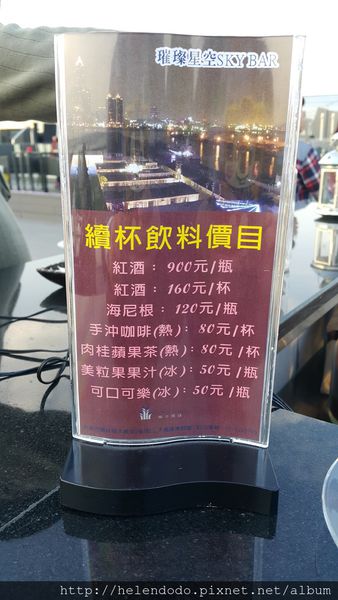 璀璨星空SKY BAR
續杯飲料價目
紅酒：900元/瓶
紅酒：160元/杯
海尼根：120元/瓶
手沖咖啡(熱)：80元/杯
肉桂蘋果茶(熱)：80元/杯
美粒果果汁(冰)：50元/瓶
可口可樂(冰)：50元/瓶
http://helendodo.pixnet.net/album